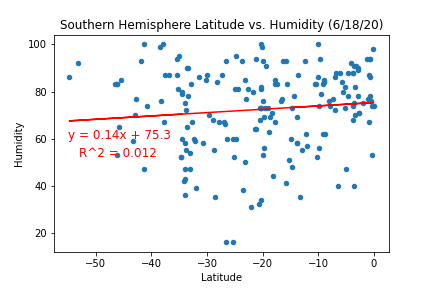 Southern Hemisphere Latitude vs. Humidity (6/18/20)
100
80
60
40
20
Humidity
y = 0.14x + 75.3
R^2 = 0.012
−50 −40 −30 −20 −10 0
Latitude